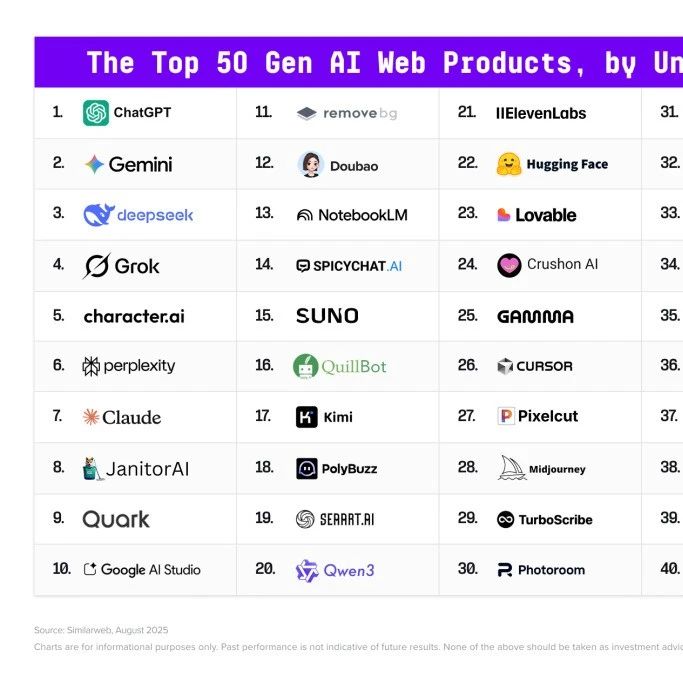 The Top 50 Gen AI Web Products, by Un
1. ChatGPT
2. Gemini
3. deepseek
4. Grok
5. character.ai
6. perplexity
7. Claude
8. JanitorAI
9. Quark
10. Google AI Studio
11. removebg
12. Doubao
13. NotebookLM
14. SPICYCHAT.AI
15. SUNO
16. QuillBot
17. Kimi
18. PolyBuzz
19. SEAART.AI
20. Qwen3
21. IIElevenLabs
22. Hugging Face
23. Lovable
24. Crushon AI
25. GAMMA
26. CURSOR
27. Pixelcut
28. Midjourney
29. TurboScribe
30. Photoroom
31.
32.
33.
34.
35.
36.
37.
38.
39.
40.
Source: Similarweb, August 2025
Charts are for informational purposes only. Past performance is not indicative of future results. None of the above should be taken as investment advic